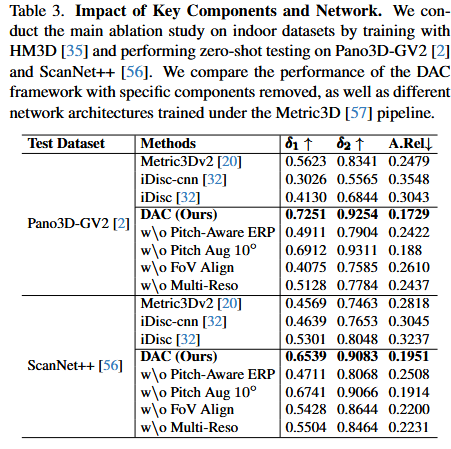 Table 3. Impact of Key Components and Network. We con-
duct the main ablation study on indoor datasets by training with
HM3D [35] and performing zero-shot testing on Pano3D-GV2 [2]
and ScanNet++ [56]. We compare the performance of the DAC
framework with specific components removed, as well as different
network architectures trained under the Metric3D [57] pipeline.
Test Dataset Methods δ1 ↑ δ2 ↑ A.Rel↓
Metric3Dv2 [20] 0.5623 0.8341 0.2479
iDisc-cnn [32] 0.3026 0.5565 0.3548
iDisc [32] 0.4130 0.6844 0.3043
DAC (Ours) 0.7251 0.9254 0.1729
Pano3D-GV2 [2]
w\o Pitch-Aware ERP 0.4911 0.7904 0.2422
w\o Pitch Aug 10° 0.6912 0.9311 0.188
w\o FoV Align 0.4075 0.7585 0.2610
w\o Multi-Reso 0.5128 0.7784 0.2437
Metric3Dv2 [20] 0.4569 0.7463 0.2818
iDisc-cnn [32] 0.4639 0.7653 0.3045
iDisc [32] 0.5301 0.8048 0.3237
DAC (Ours) 0.6539 0.9083 0.1951
ScanNet++ [56]
w\o Pitch-Aware ERP 0.4711 0.8068 0.2508
w\o Pitch Aug 10° 0.6741 0.9066 0.1914
w\o FoV Align 0.5428 0.8644 0.2200
w\o Multi-Reso 0.5504 0.8464 0.2231